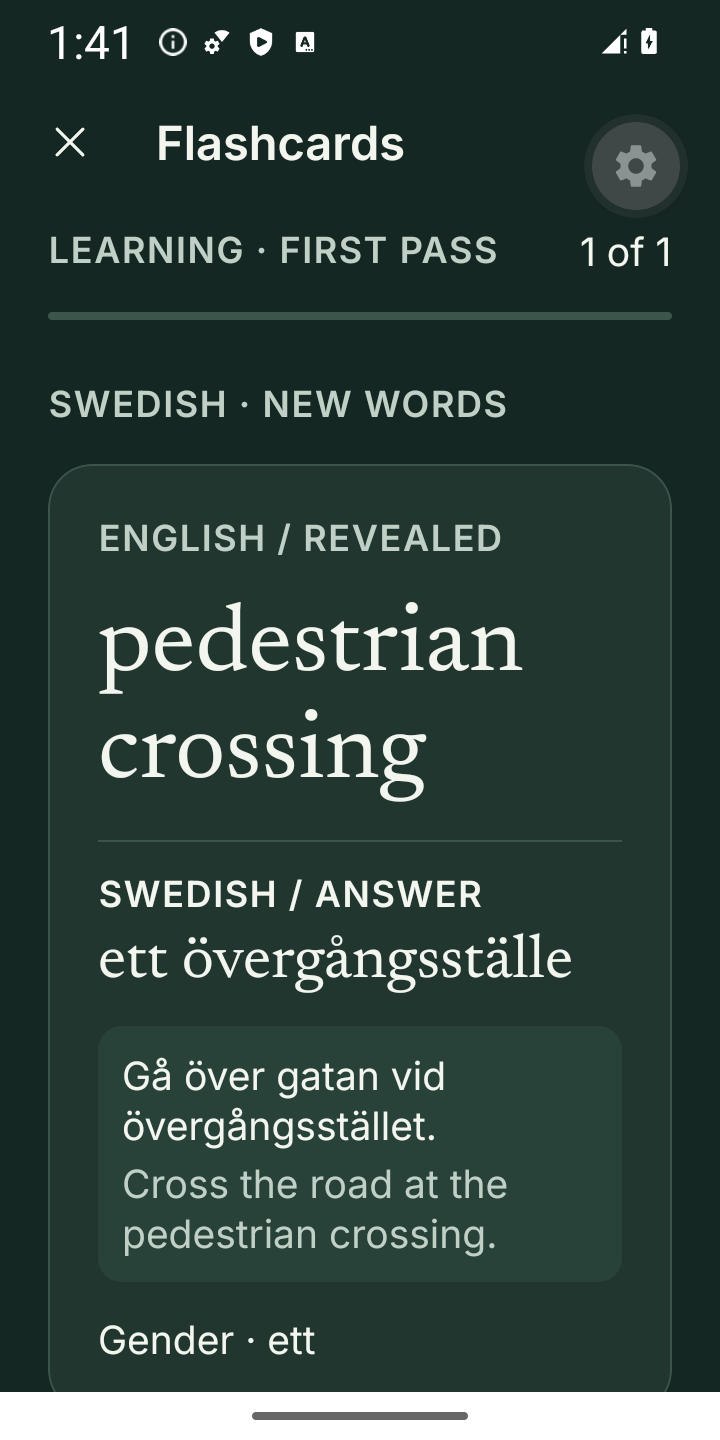 1:41
Flashcards
LEARNING · FIRST PASS
1 of 1
SWEDISH · NEW WORDS
ENGLISH / REVEALED
pedestrian
crossing
SWEDISH / ANSWER
ett övergångsställe
Gå över gatan vid
övergångsstället.
Cross the road at the
pedestrian crossing.
Gender · ett